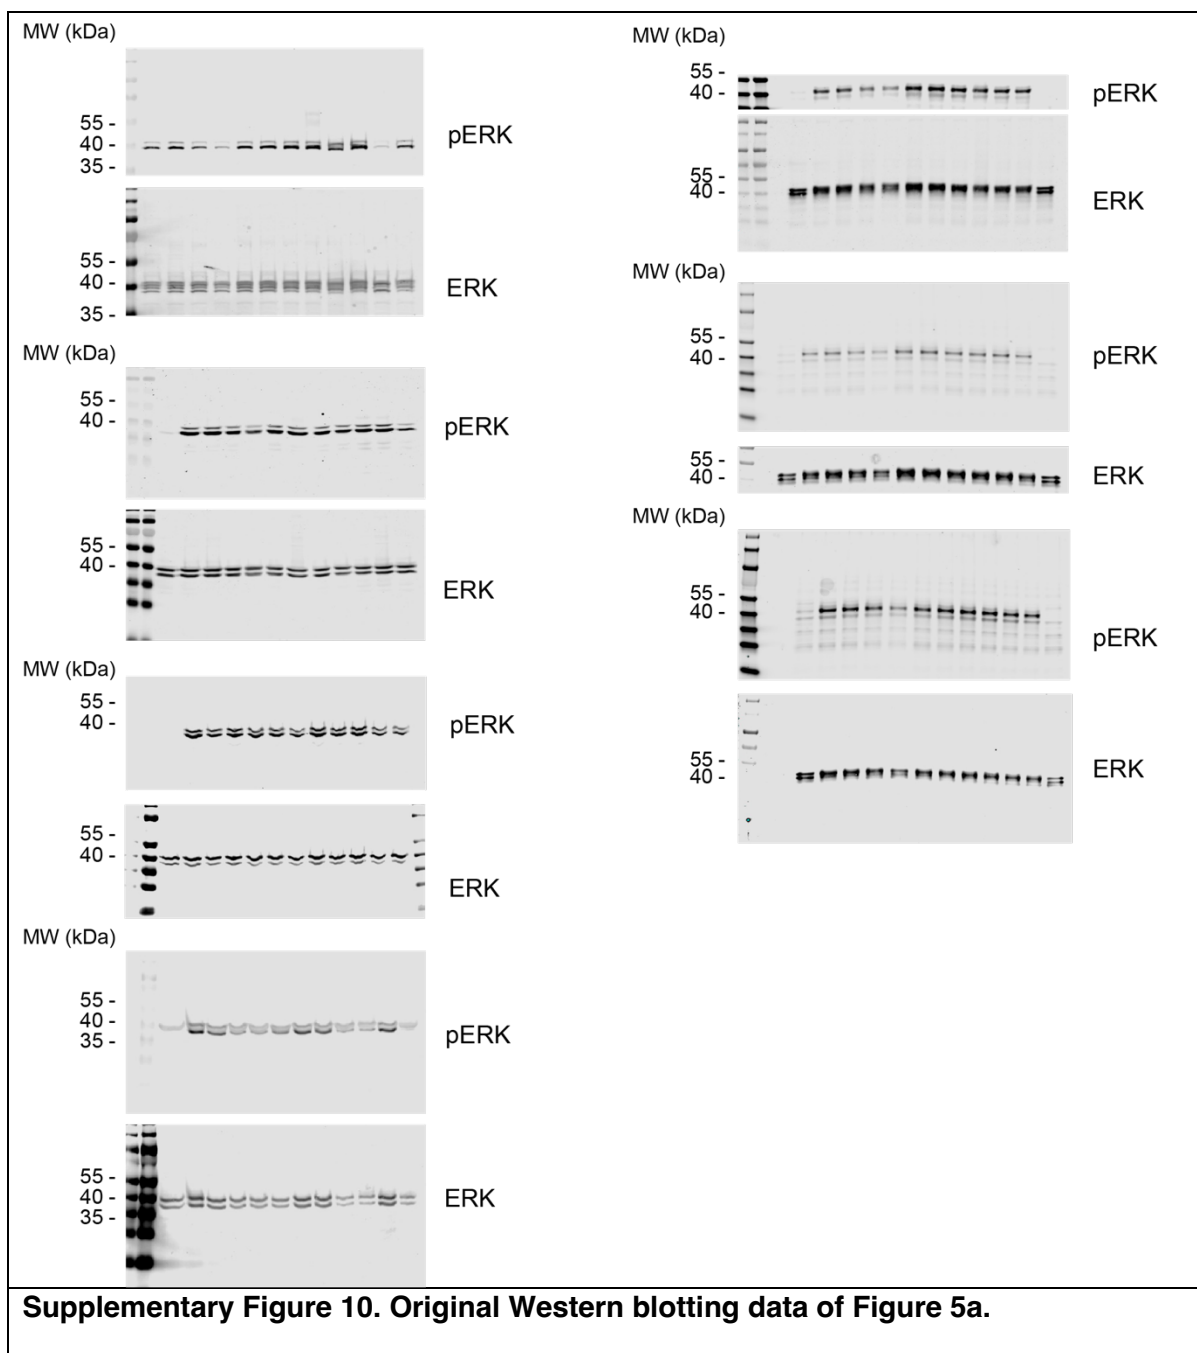 MW (kDa)
55 -
40 -
35 -
pERK
55 -
40 -
35 -
ERK
MW (kDa)
55 -
40 -
pERK
55 -
40 -
ERK
MW (kDa)
55 -
40 -
pERK
55 -
40 -
ERK
MW (kDa)
55 -
40 -
35 -
pERK
55 -
40 -
35 -
ERK
MW (kDa)
55 -
40 -
pERK
55 -
40 -
ERK
MW (kDa)
55 -
40 -
pERK
55 -
40 -
ERK
MW (kDa)
55 -
40 -
pERK
55 -
40 -
ERK
Supplementary Figure 10. Original Western blotting data of Figure 5a.